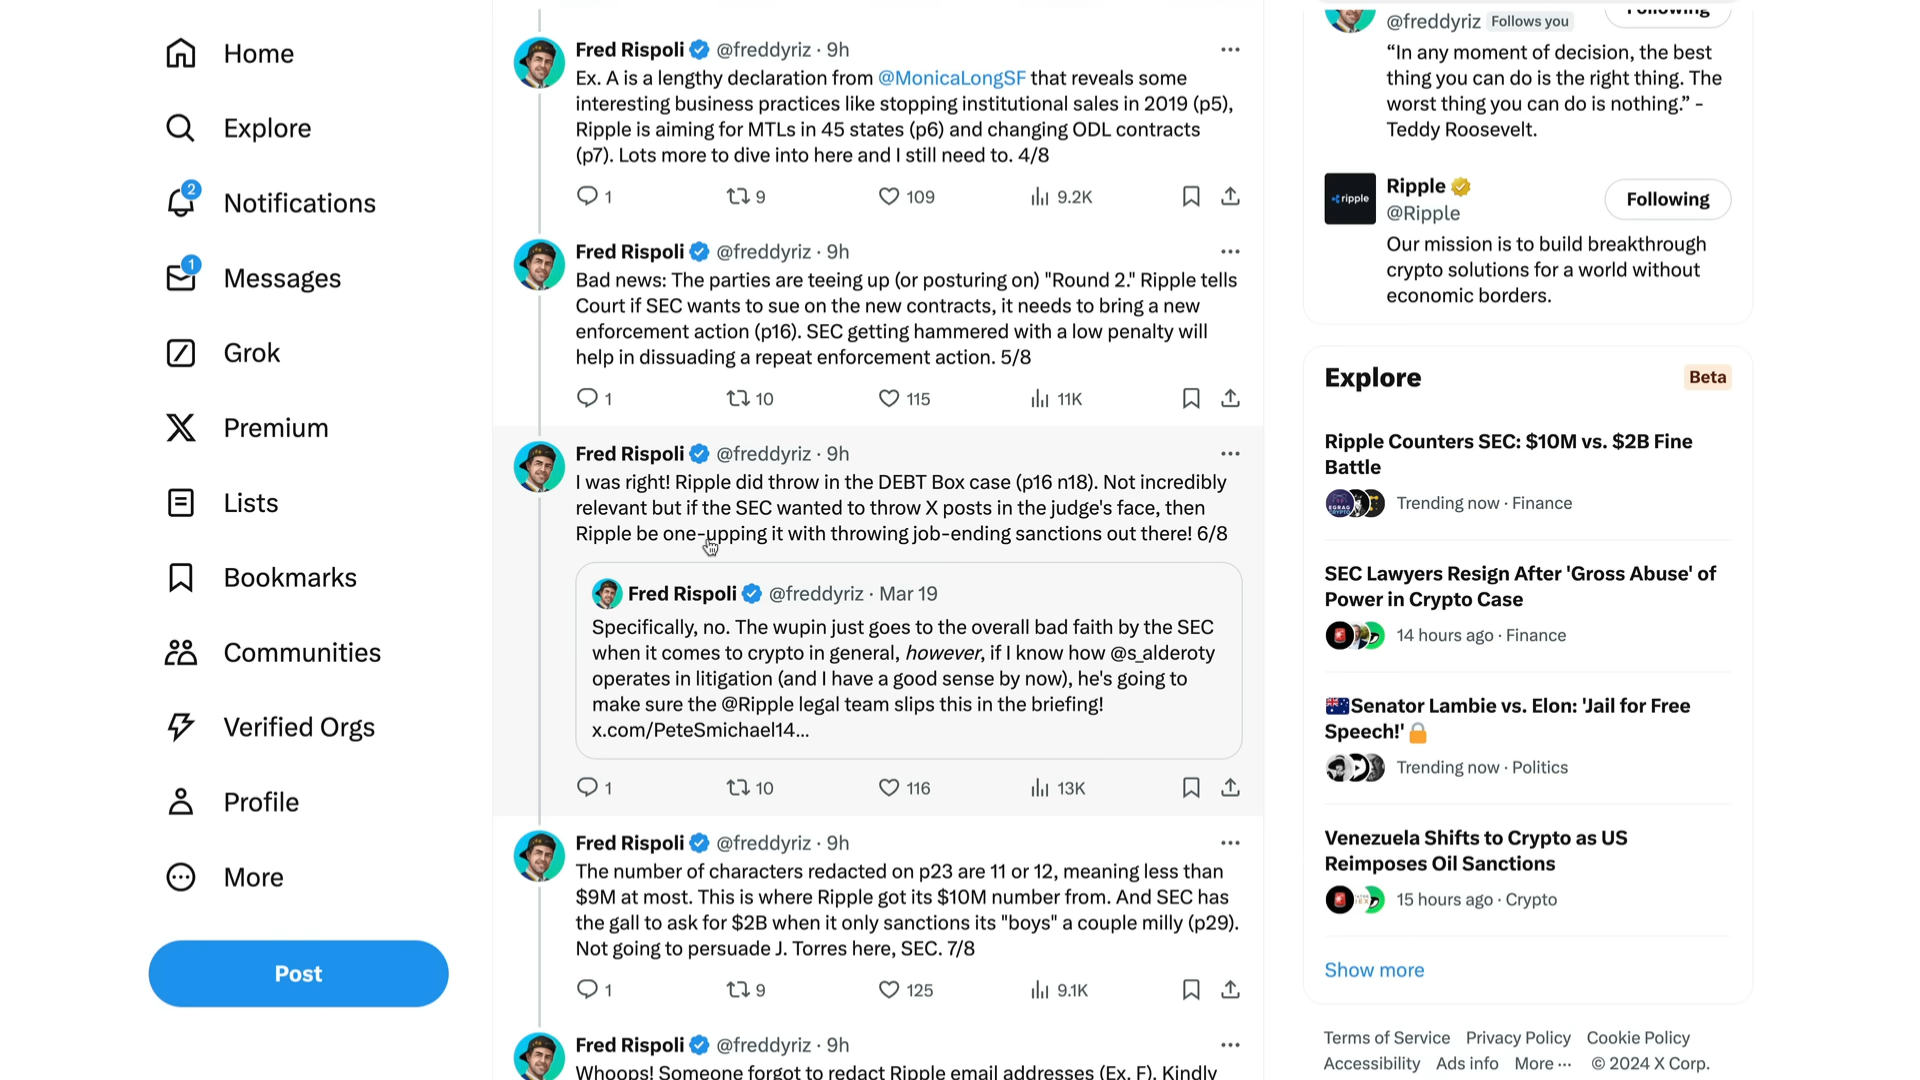 Home
Explore
2
Notifications
1
Messages
Grok
Premium
Lists
Bookmarks
Communities
Verified Orgs
Profile
More
Post
Fred Rispoli @freddyriz · 9h
Ex. A is a lengthy declaration from @MonicaLongSF that reveals some
interesting business practices like stopping institutional sales in 2019 (p5),
Ripple is aiming for MTLs in 45 states (p6) and changing ODL contracts
(p7). Lots more to dive into here and I still need to. 4/8
1 9 109 9.2K
Fred Rispoli @freddyriz · 9h
Bad news: The parties are teeing up (or posturing on) "Round 2." Ripple tells
Court if SEC wants to sue on the new contracts, it needs to bring a new
enforcement action (p16). SEC getting hammered with a low penalty will
help in dissuading a repeat enforcement action. 5/8
1 10 115 11K
Fred Rispoli @freddyriz · 9h
I was right! Ripple did throw in the DEBT Box case (p16 n18). Not incredibly
relevant but if the SEC wanted to throw X posts in the judge's face, then
Ripple be one-upping it with throwing job-ending sanctions out there! 6/8
Fred Rispoli @freddyriz · Mar 19
Specifically, no. The wupin just goes to the overall bad faith by the SEC
when it comes to crypto in general, however, if I know how @s_alderoty
operates in litigation (and I have a good sense by now), he's going to
make sure the @Ripple legal team slips this in the briefing!
x.com/PeteSmichael14...
1 10 116 13K
Fred Rispoli @freddyriz · 9h
The number of characters redacted on p23 are 11 or 12, meaning less than
$9M at most. This is where Ripple got its $10M number from. And SEC has
the gall to ask for $2B when it only sanctions its "boys" a couple milly (p29).
Not going to persuade J. Torres here, SEC. 7/8
1 9 125 9.1K
Fred Rispoli @freddyriz · 9h
Whoops! Someone forgot to redact Ripple email addresses (Ex. F). Kindly
@freddyriz Follows you
Following
“In any moment of decision, the best
thing you can do is the right thing. The
worst thing you can do is nothing.” -
Teddy Roosevelt.
ripple
Ripple
@Ripple
Following
Our mission is to build breakthrough
crypto solutions for a world without
economic borders.
Explore
Beta
Ripple Counters SEC: $10M vs. $2B Fine
Battle
Trending now · Finance
SEC Lawyers Resign After 'Gross Abuse' of
Power in Crypto Case
14 hours ago · Finance
🇦🇺Senator Lambie vs. Elon: 'Jail for Free
Speech!'🔒
Trending now · Politics
Venezuela Shifts to Crypto as US
Reimposes Oil Sanctions
15 hours ago · Crypto
Show more
Terms of Service Privacy Policy Cookie Policy
Accessibility Ads info More ··· © 2024 X Corp.